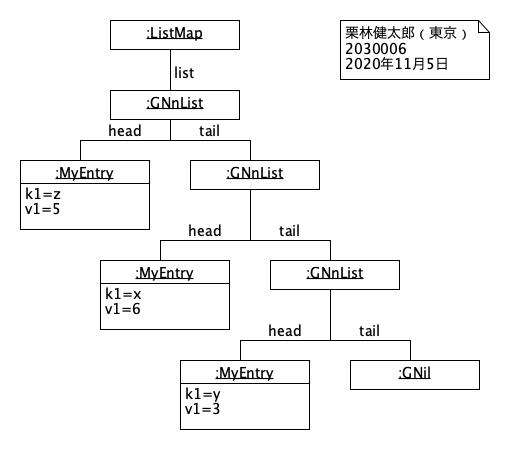 :ListMap
栗林健太郎（東京）
2030006
2020年11月5日
list
:GNnList
head
tail
:MyEntry
k1=z
v1=5
:GNnList
head
tail
:MyEntry
k1=x
v1=6
:GNnList
head
tail
:MyEntry
k1=y
v1=3
:GNil